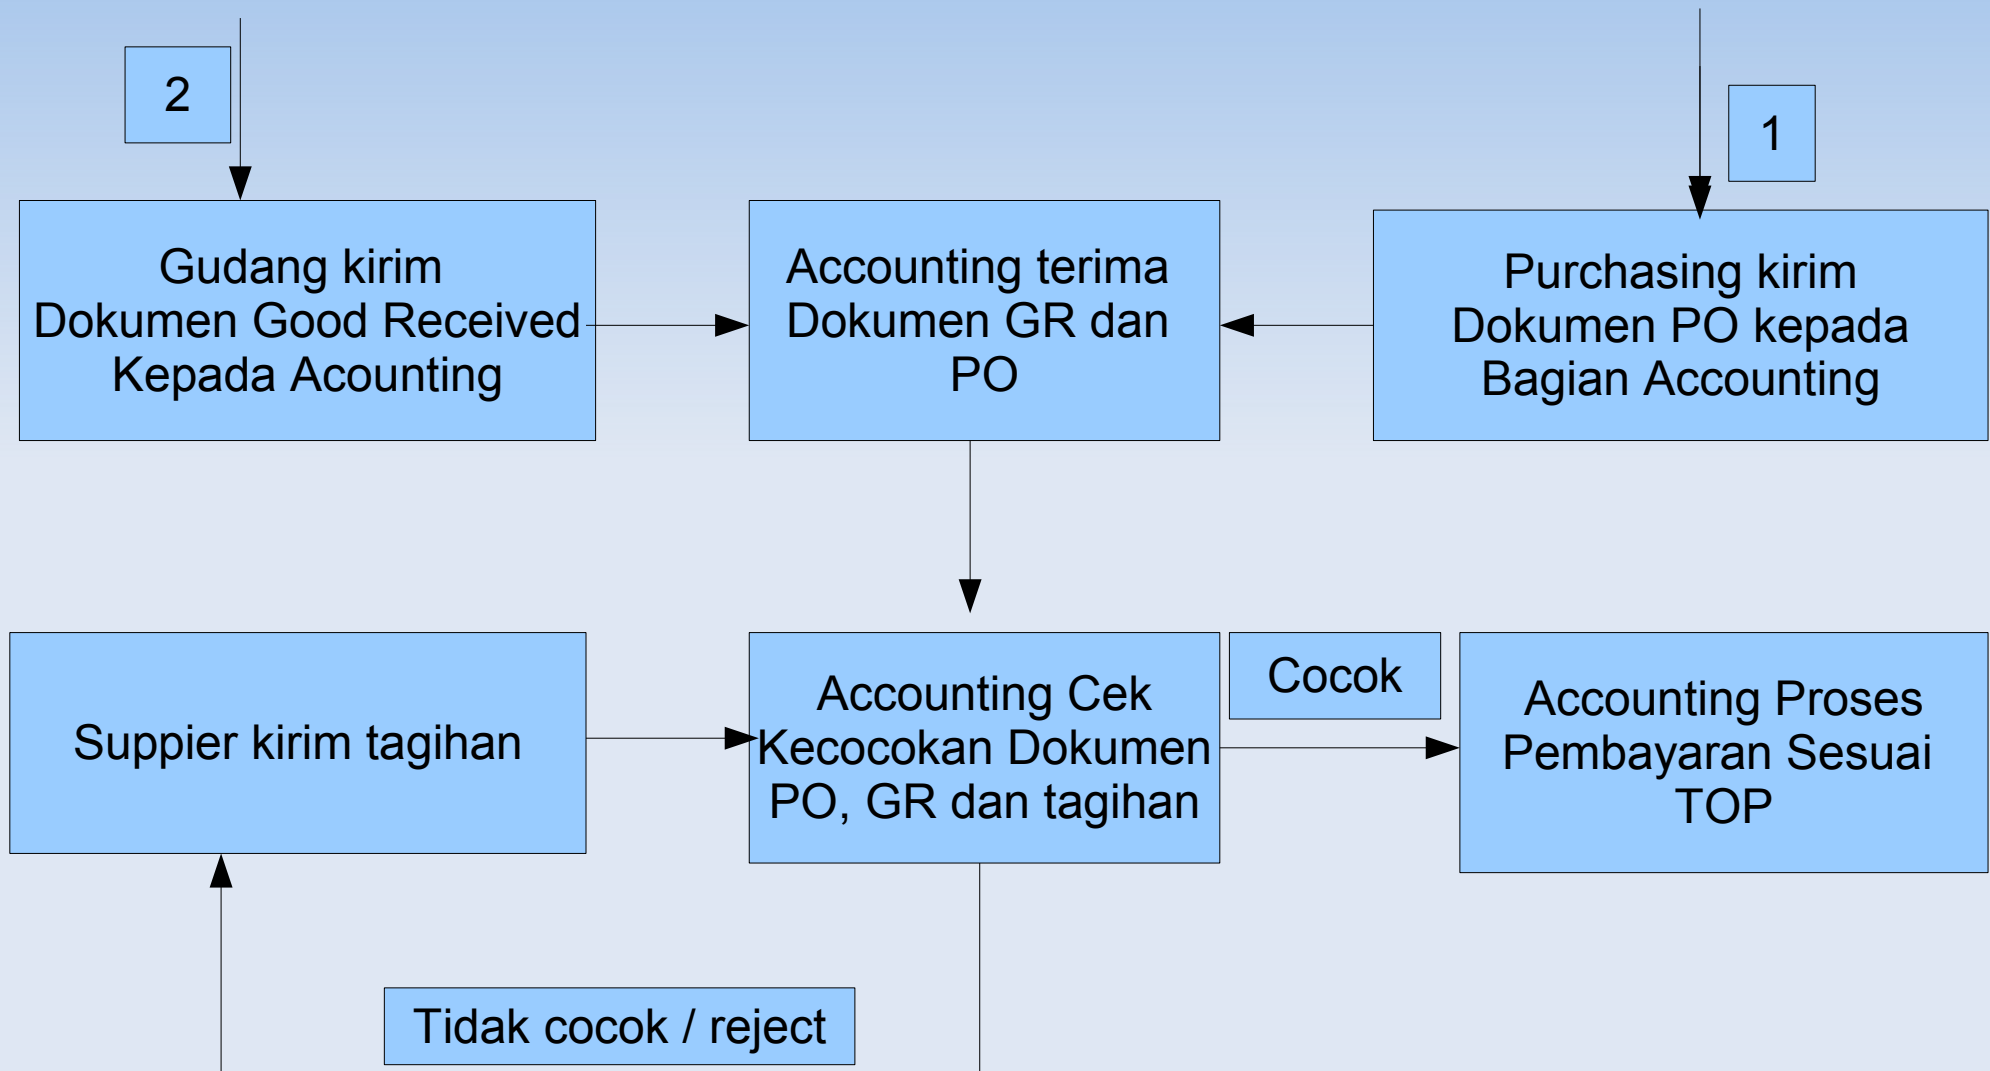 2
1
Gudang kirim
Dokumen Good Received
Kepada Acounting
Accounting terima
Dokumen GR dan
PO
Purchasing kirim
Dokumen PO kepada
Bagian Accounting
Suppier kirim tagihan
Accounting Cek
Kecocokan Dokumen
PO, GR dan tagihan
Cocok
Accounting Proses
Pembayaran Sesuai
TOP
Tidak cocok / reject